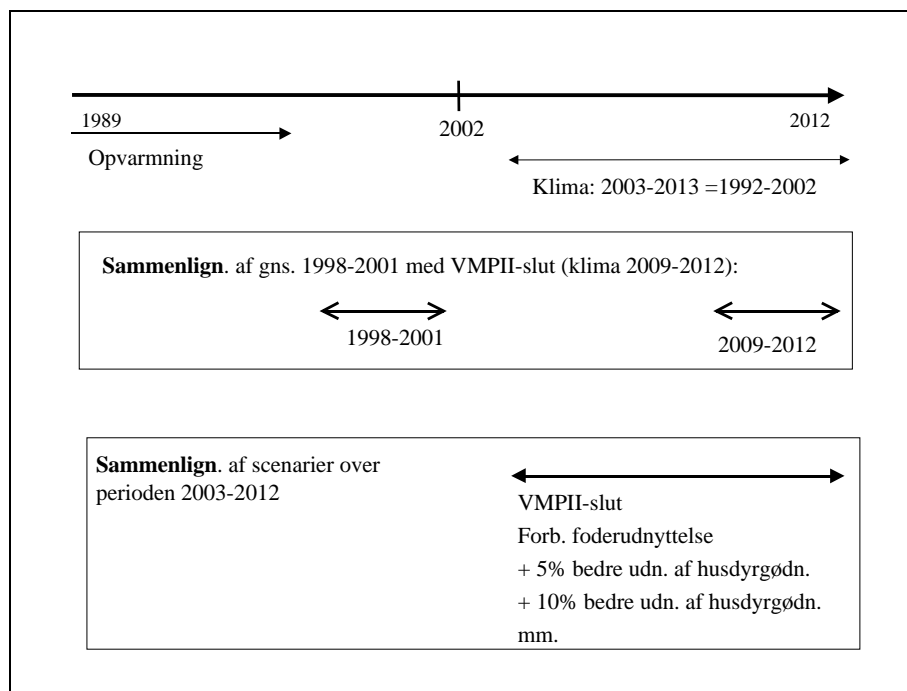 1989
2002
2012
Opvarmning
Klima: 2003-2013 =1992-2002
Sammenlign. af gns. 1998-2001 med VMPII-slut (klima 2009-2012):
1998-2001
2009-2012
Sammenlign. af scenarier over
perioden 2003-2012
VMPII-slut
Forb. foderudnyttelse
+ 5% bedre udn. af husdyrgødn.
+ 10% bedre udn. af husdyrgødn.
mm.